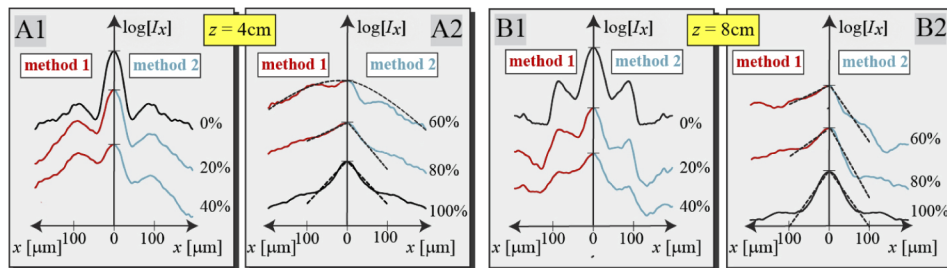 A1
log[Ix]
z = 4cm
log[Ix]
A2
method 1
method 2
method 1
method 2
0%
20%
40%
60%
80%
100%
x [μm]
100
0
100
x [μm]
x [μm]
100
0
100
x [μm]
B1
log[Ix]
z = 8cm
log[Ix]
B2
method 1
method 2
method 1
method 2
0%
20%
40%
60%
80%
100%
x [μm]
100
0
100
x [μm]
x [μm]
100
0
100
x [μm]